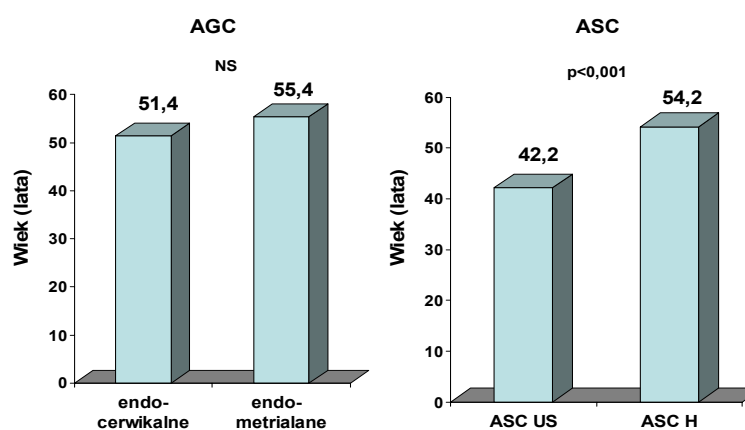 AGC
NS
51,4
55,4
Wiek (lata)
60
50
40
30
20
10
0
endo-
cerwikalne
endo-
metrialane
ASC
p<0,001
42,2
54,2
Wiek (lata)
60
50
40
30
20
10
0
ASC US
ASC H